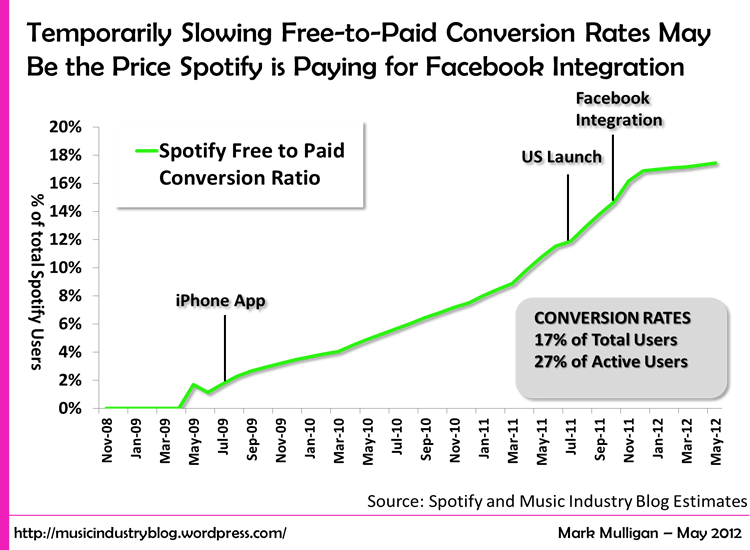 Temporarily Slowing Free-to-Paid Conversion Rates May
Be the Price Spotify is Paying for Facebook Integration
Facebook
Integration
US Launch
iPhone App
Spotify Free to Paid
Conversion Ratio
% of total Spotify Users
20%
18%
16%
14%
12%
10%
8%
6%
4%
2%
0%
CONVERSION RATES
17% of Total Users
27% of Active Users
Nov-08
Jan-09
Mar-09
May-09
Jul-09
Sep-09
Nov-09
Jan-10
Mar-10
May-10
Jul-10
Sep-10
Nov-10
Jan-11
Mar-11
May-11
Jul-11
Sep-11
Nov-11
Jan-12
Mar-12
May-12
Source: Spotify and Music Industry Blog Estimates
http://musicindustryblog.wordpress.com/
Mark Mulligan – May 2012